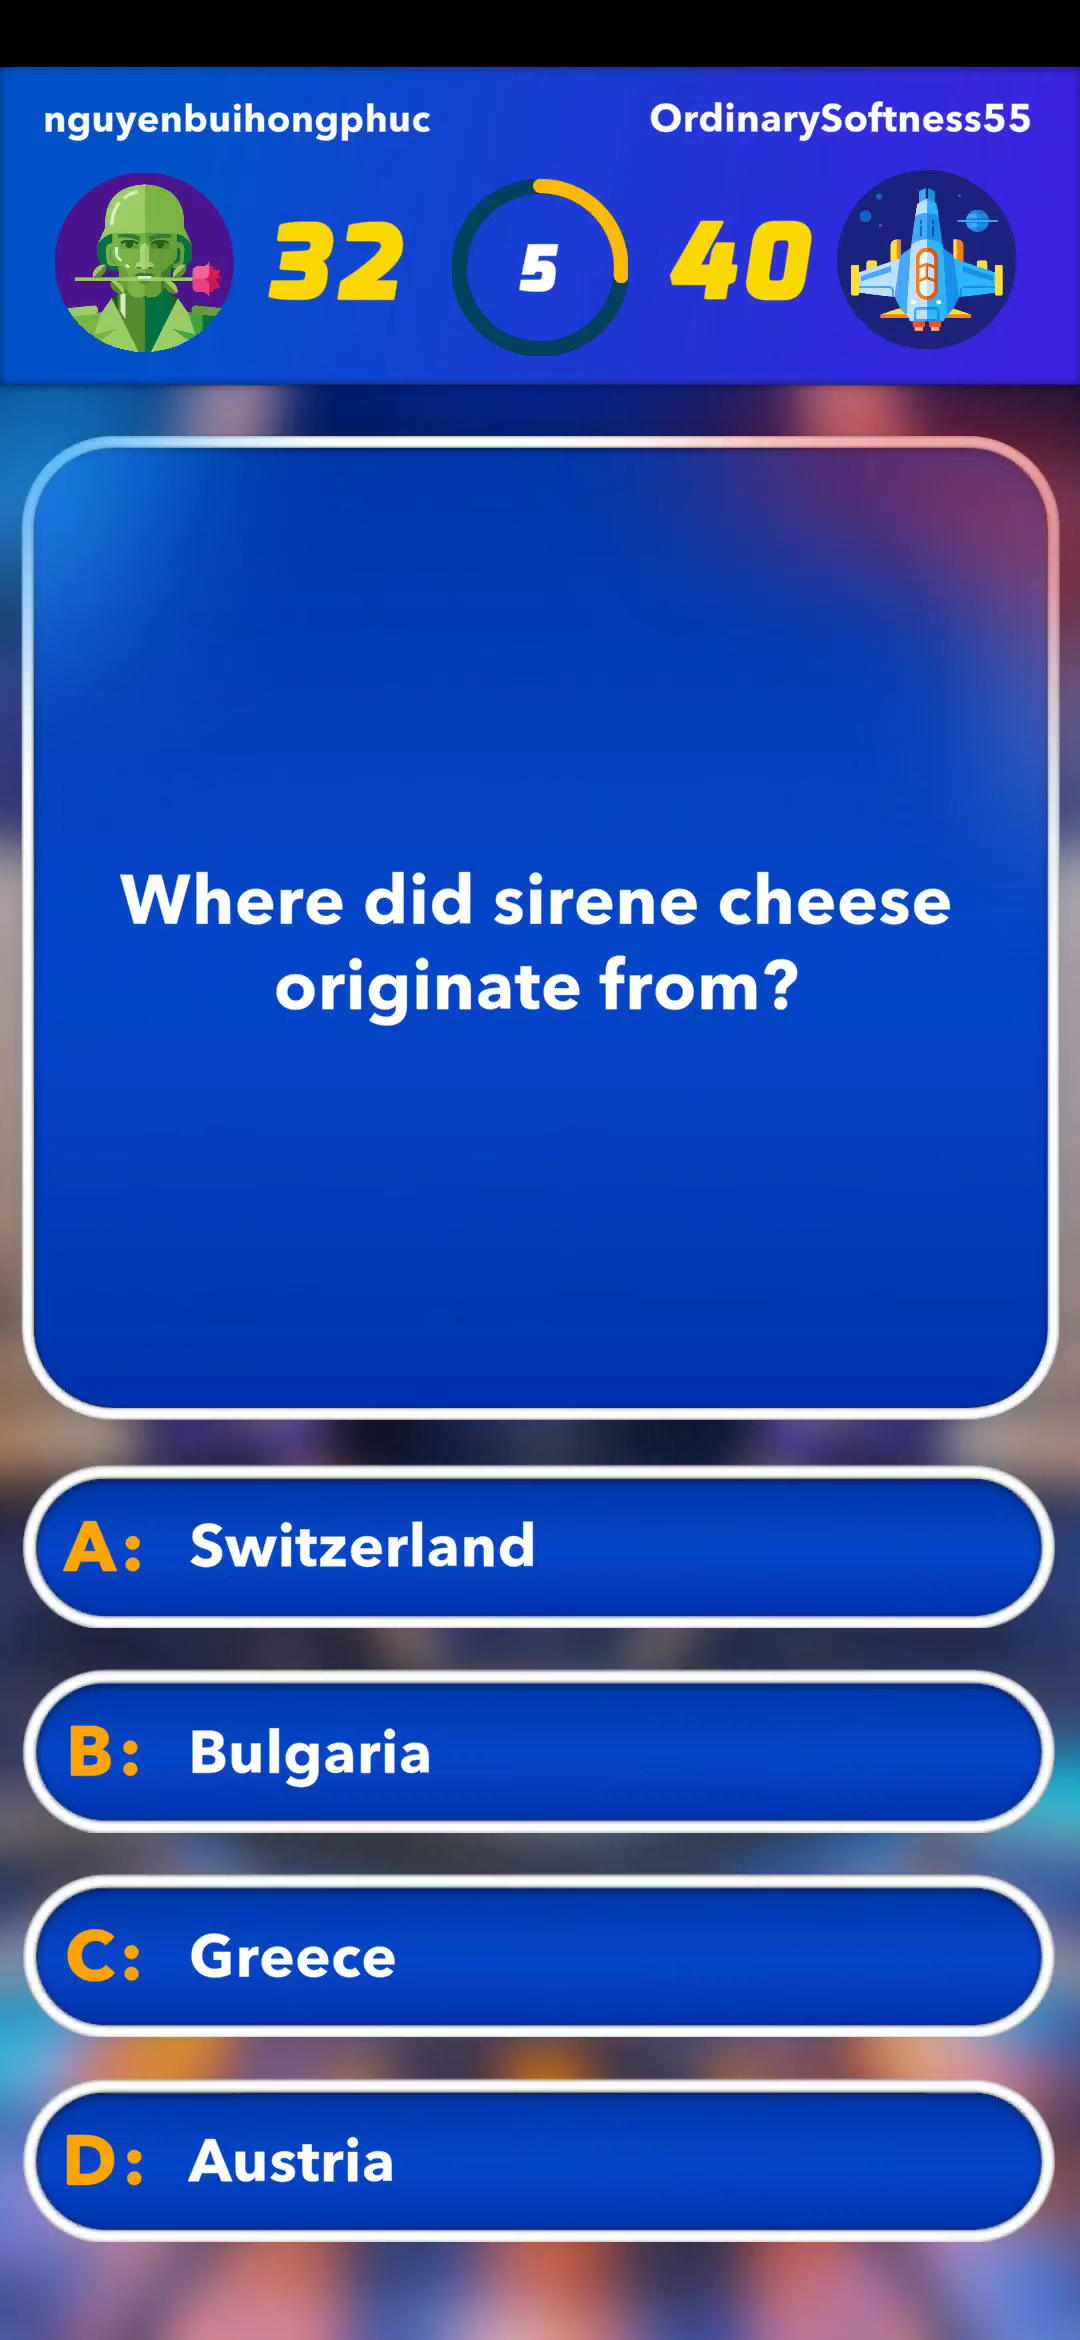 nguyenbuihongphuc
OrdinarySoftness55
32
5
40
Where did sirene cheese
originate from?
A: Switzerland
B: Bulgaria
C: Greece
D: Austria